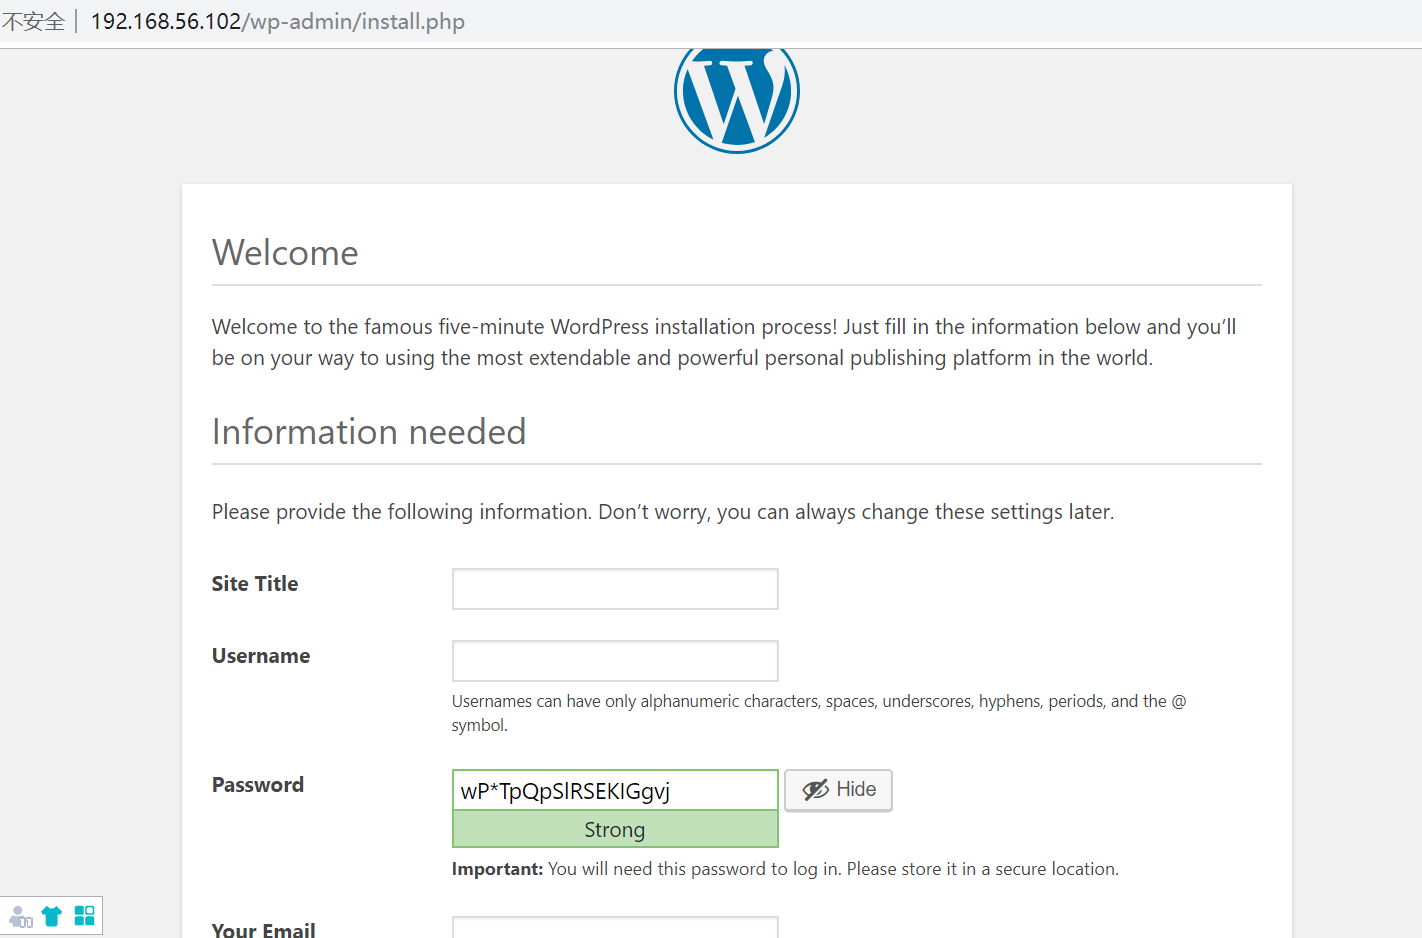 不安全 | 192.168.56.102/wp-admin/install.php
Welcome
Welcome to the famous five-minute WordPress installation process! Just fill in the information below and you’ll
be on your way to using the most extendable and powerful personal publishing platform in the world.
Information needed
Please provide the following information. Don’t worry, you can always change these settings later.
Site Title
Username
Usernames can have only alphanumeric characters, spaces, underscores, hyphens, periods, and the @
symbol.
Password
wP*TpQpSlRSEKIGgvj
Hide
Strong
Important: You will need this password to log in. Please store it in a secure location.
Your Email